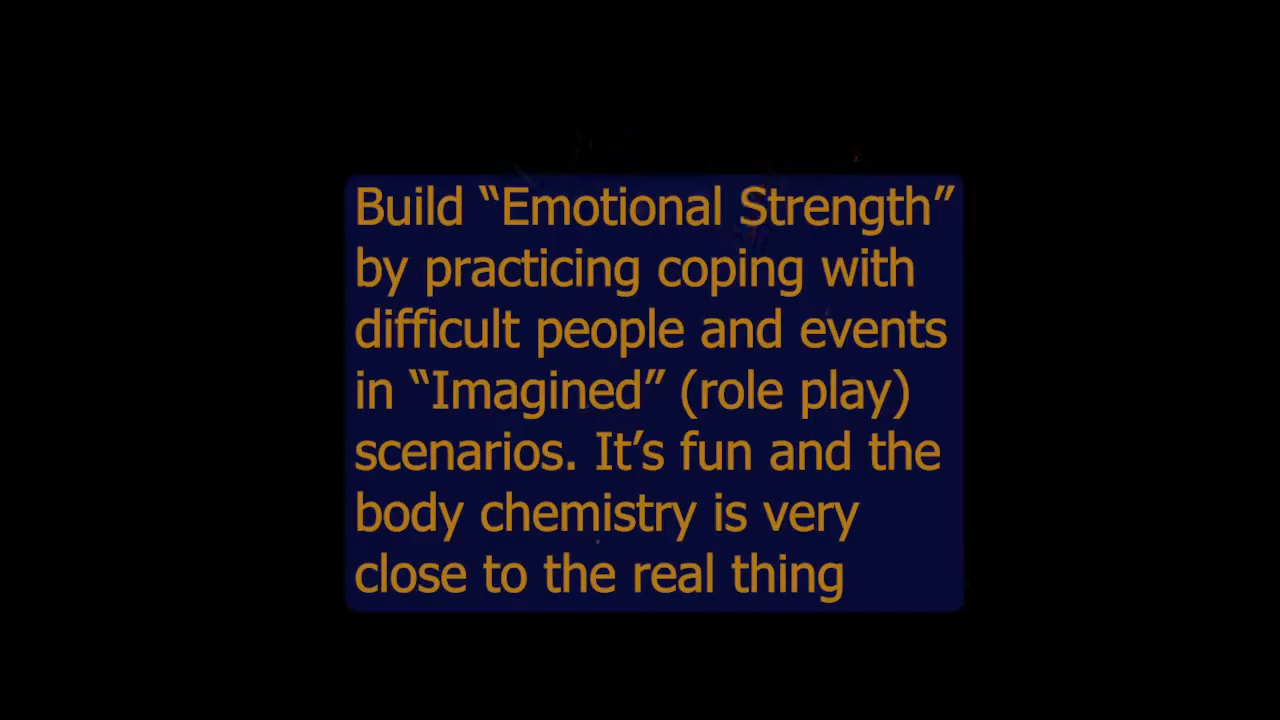 Build “Emotional Strength”
by practicing coping with
difficult people and events
in “Imagined” (role play)
scenarios. It’s fun and the
body chemistry is very
close to the real thing